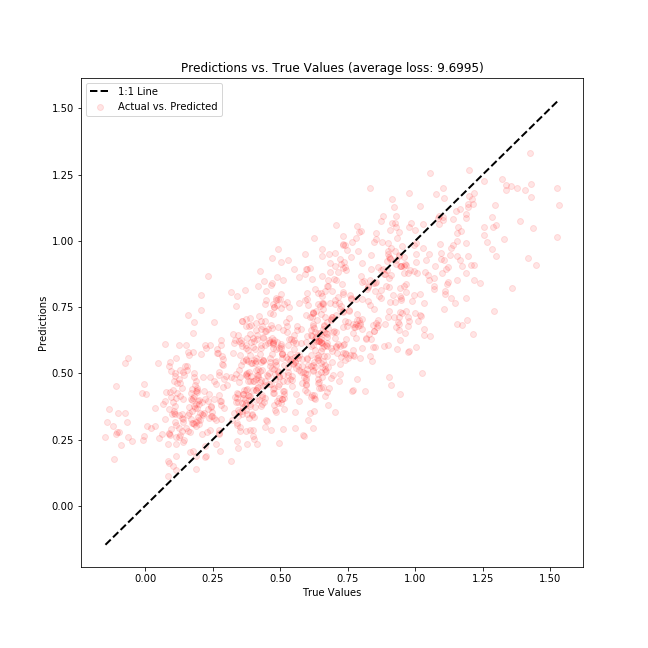 Predictions vs. True Values (average loss: 9.6995)
1:1 Line
Actual vs. Predicted
1.50
1.25
1.00
0.75
0.50
0.25
0.00
Predictions
0.00 0.25 0.50 0.75 1.00 1.25 1.50
True Values